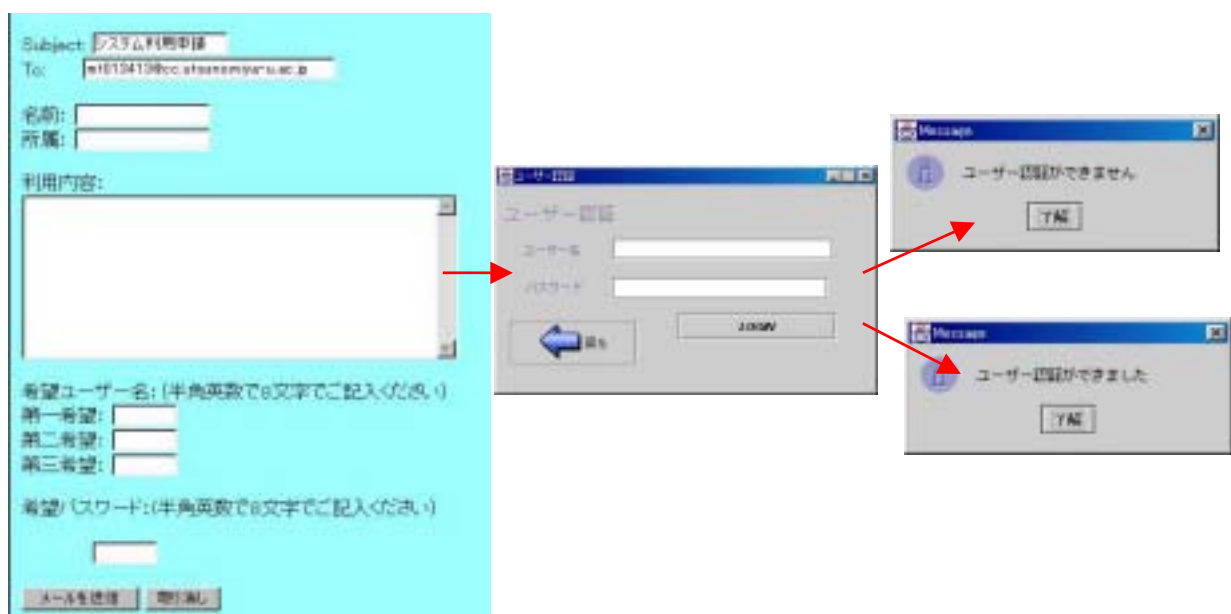 Subject: システム利用申請
To:
名前:
所属:
利用内容:
希望ユーザー名:(半角英数で8文字でご記入ください)
第一希望:
第二希望:
第三希望:
希望パスワード:(半角英数で8文字でご記入ください)
メールを送信 取り消し
ユーザー認証
ユーザー認証
ユーザー名
パスワード
戻る LOGIN
Message
ユーザー認証ができません
了解
Message
ユーザー認証ができました
了解